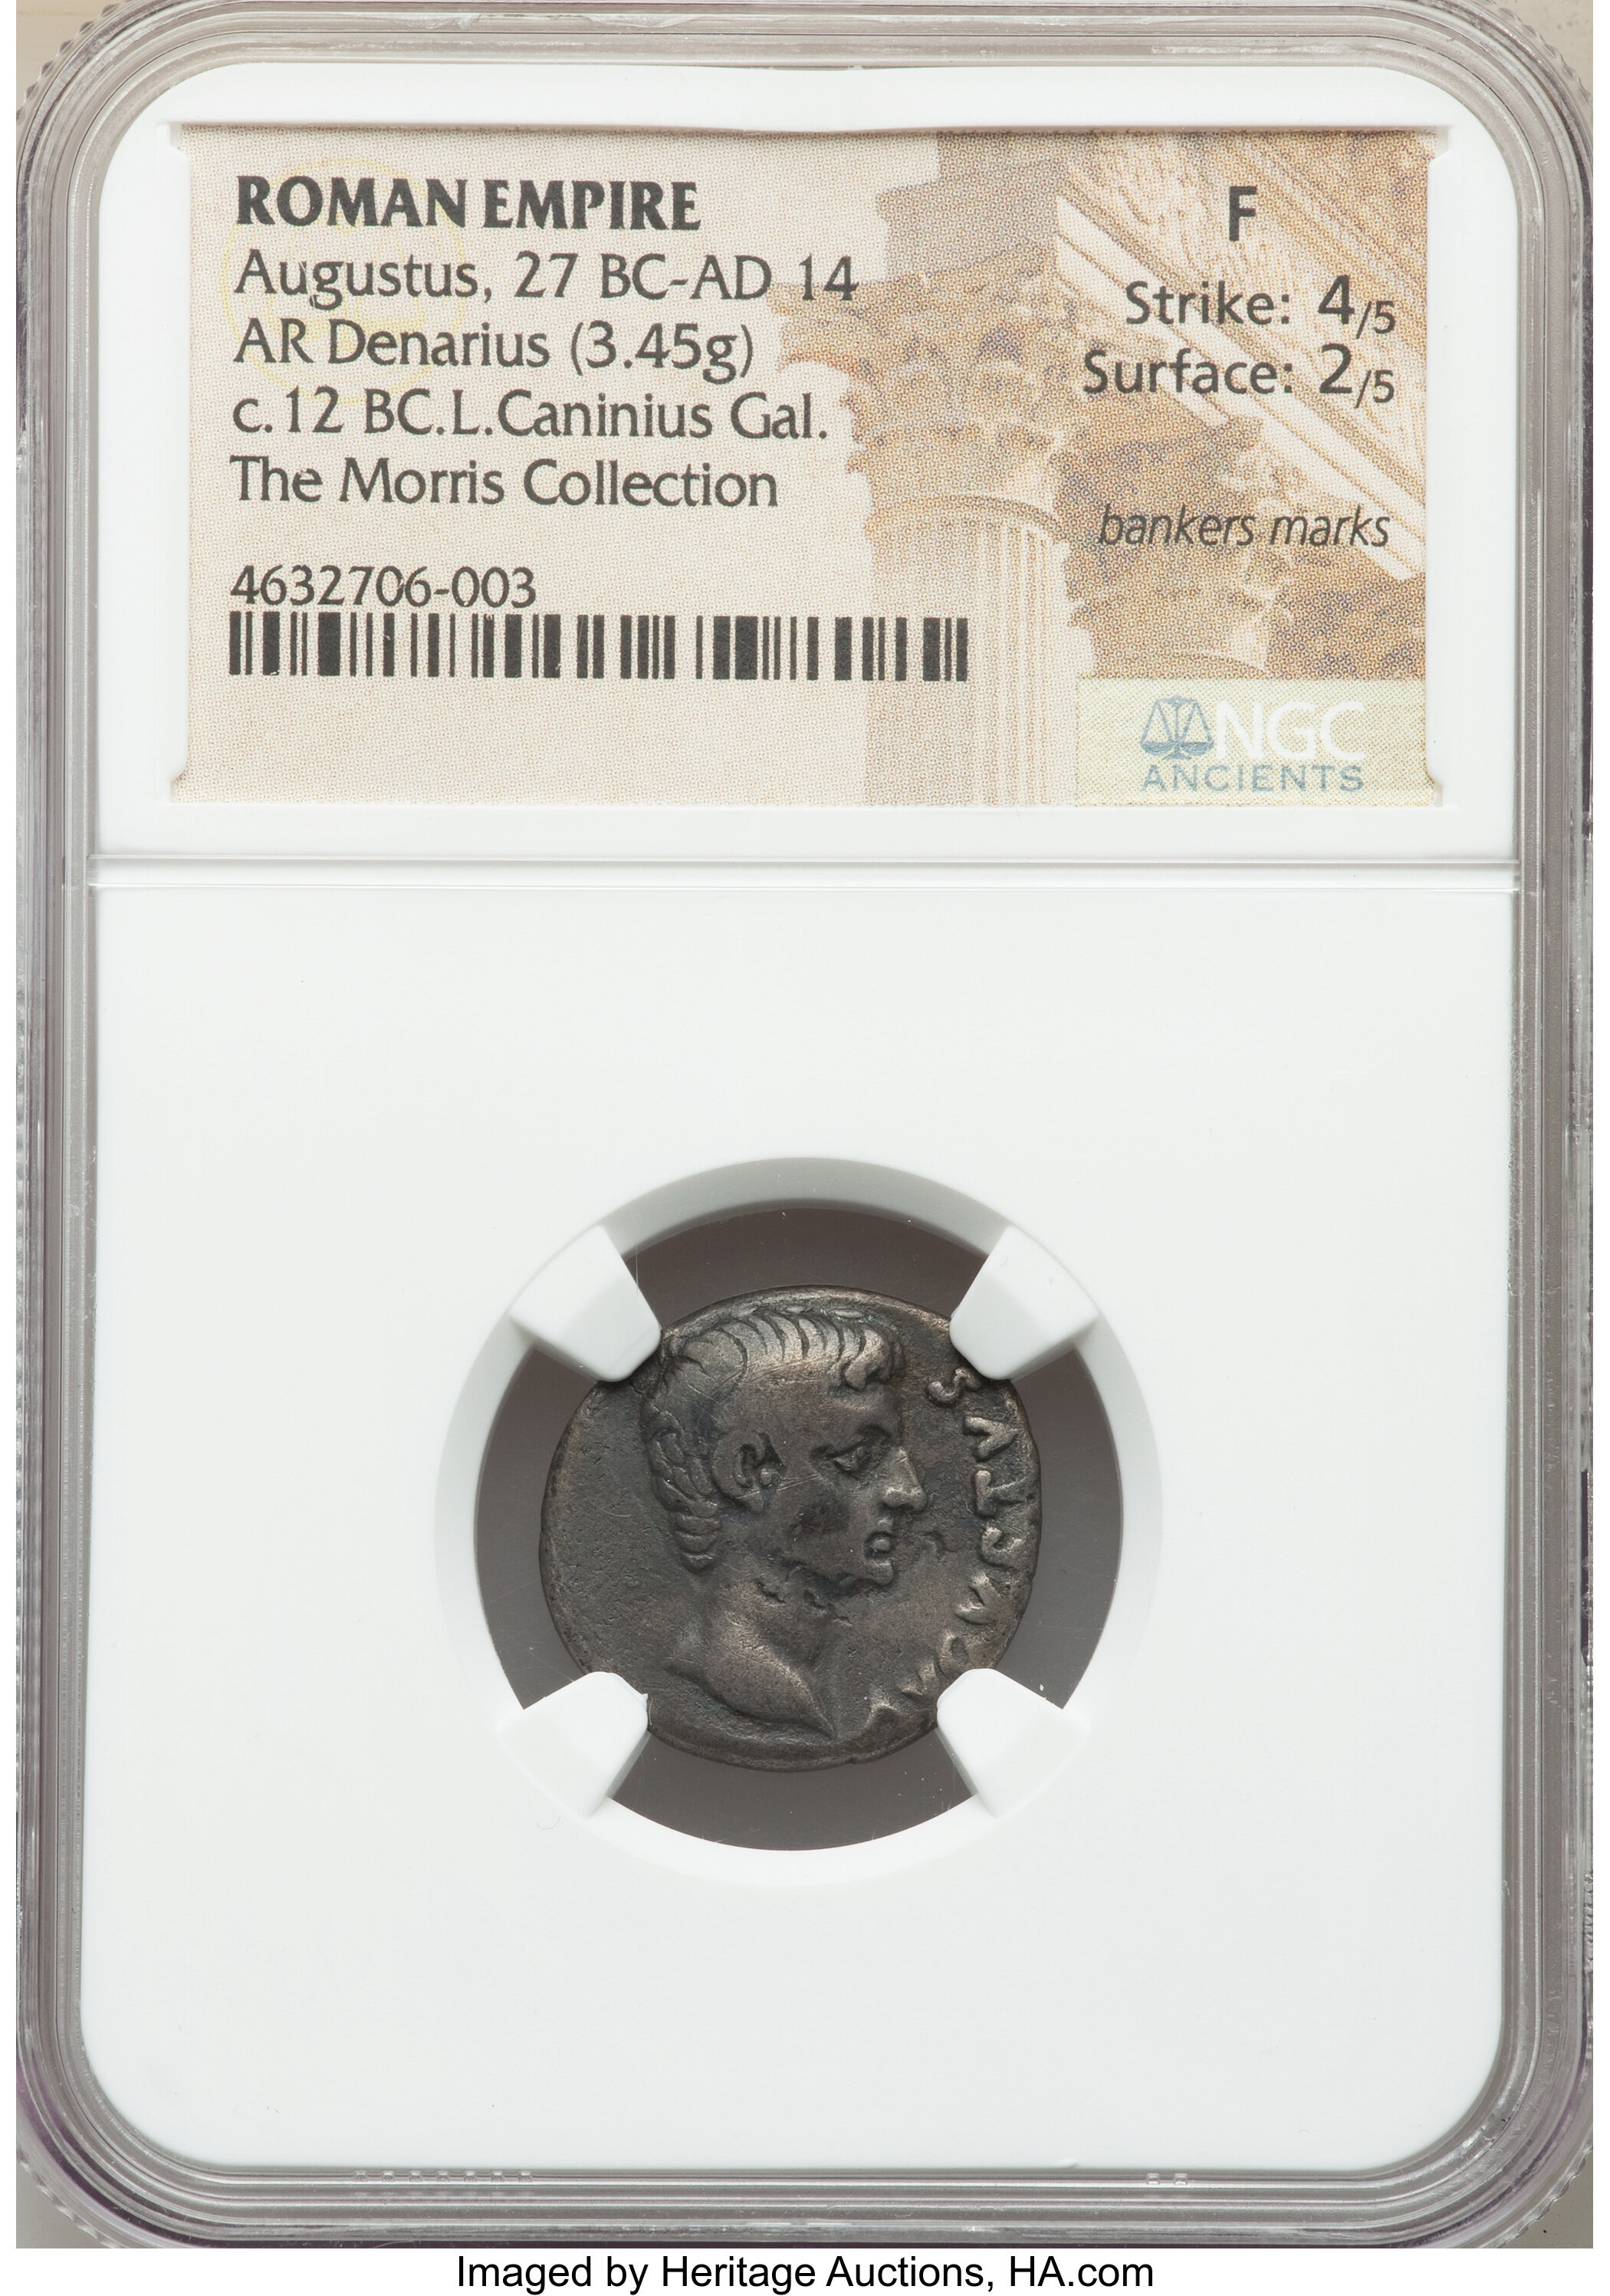 ROMAN EMPIRE
Augustus, 27 BC-AD 14
AR Denarius (3.45g)
c.12 BC.L.Caninius Gal.
The Morris Collection
4632706-003
F
Strike: 4/5
Surface: 2/5
bankers marks
NGC
ANCIENTS
AVGVSTVS
Imaged by Heritage Auctions, HA.com